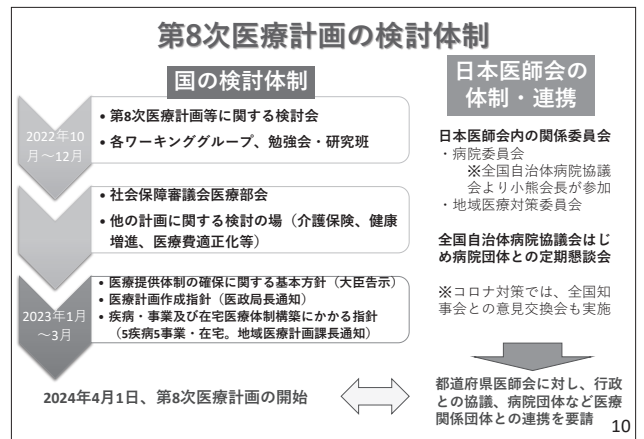 第8次医療計画の検討体制
国の検討体制
2022年10
月～12月
• 第8次医療計画等に関する検討会
• 各ワーキンググループ、勉強会・研究班
• 社会保障審議会医療部会
• 他の計画に関する検討の場（介護保険、健康
増進、医療費適正化等）
2023年1月
～3月
• 医療提供体制の確保に関する基本方針（大臣告示）
• 医療計画作成指針（医政局長通知）
• 疾病・事業及び在宅医療体制構築にかかる指針
（5疾病5事業・在宅。地域医療計画課長通知）
2024年4月1日、第8次医療計画の開始
日本医師会の
体制・連携
日本医師会内の関係委員会
・病院委員会
※全国自治体病院協議
会より小熊会長が参加
・地域医療対策委員会
全国自治体病院協議会はじ
め病院団体との定期懇談会
※コロナ対策では、全国知
事会との意見交換会も実施
都道府県医師会に対し、行政
との協議、病院団体など医療
関係団体との連携を要請
10